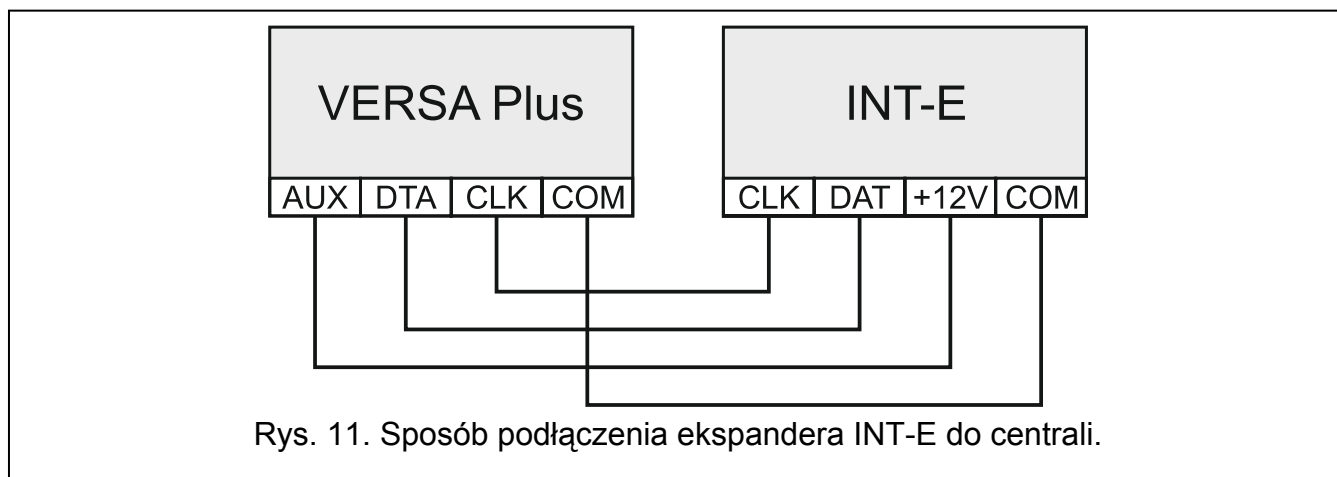 VERSA Plus
INT-E
AUX DTA CLK COM
CLK DAT +12V COM
Rys. 11. Sposób podłączenia ekspandera INT-E do centrali.